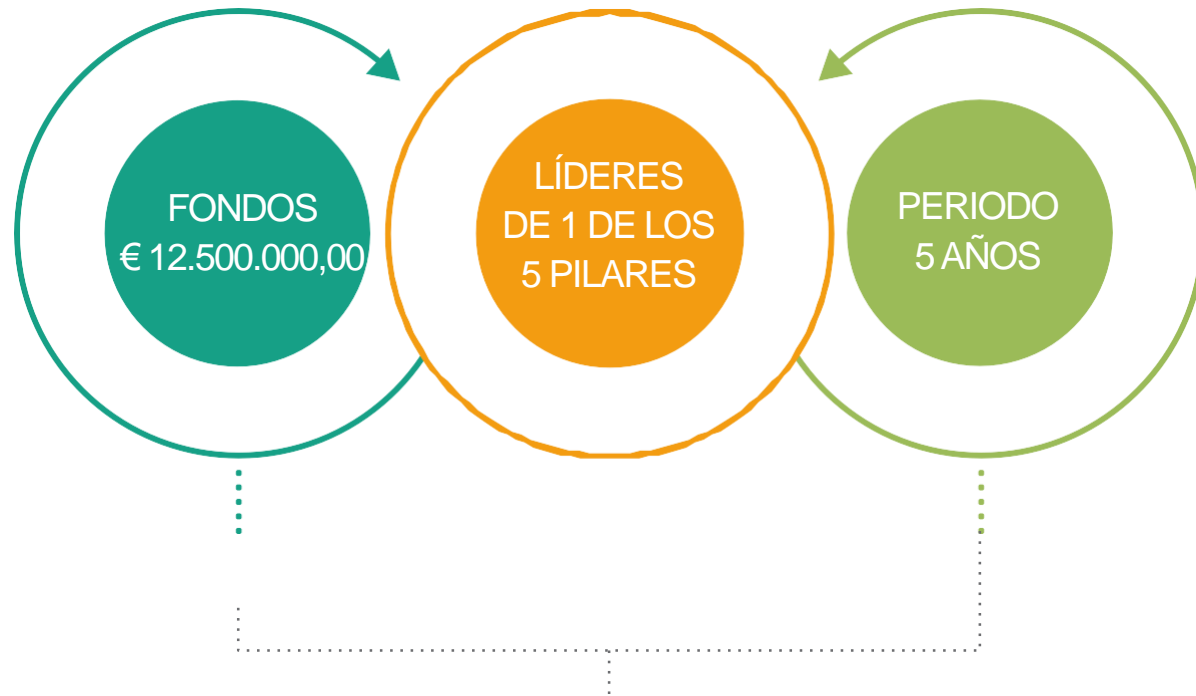 FONDOS
€ 12.500.000,00
LÍDERES
DE 1 DE LOS
5 PILARES
PERIODO
5 AÑOS